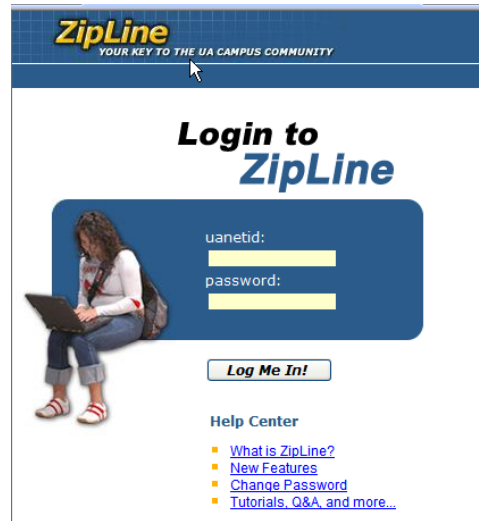 ZipLine
YOUR KEY TO THE UA CAMPUS COMMUNITY
Login to
ZipLine
uanetid:
password:
Log Me In!
Help Center
What is ZipLine?
New Features
Change Password
Tutorials, Q&A, and more...